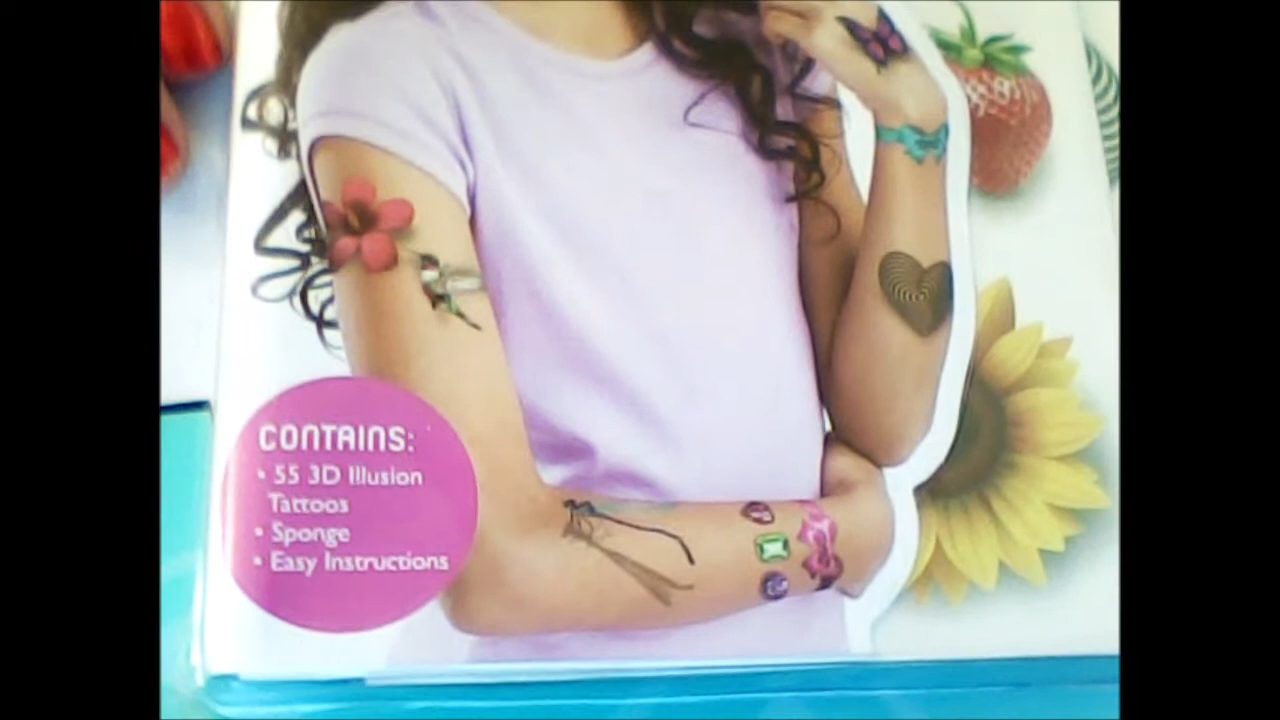 CONTAINS:
• 55 3D Illusion
Tattoos
• Sponge
• Easy Instructions